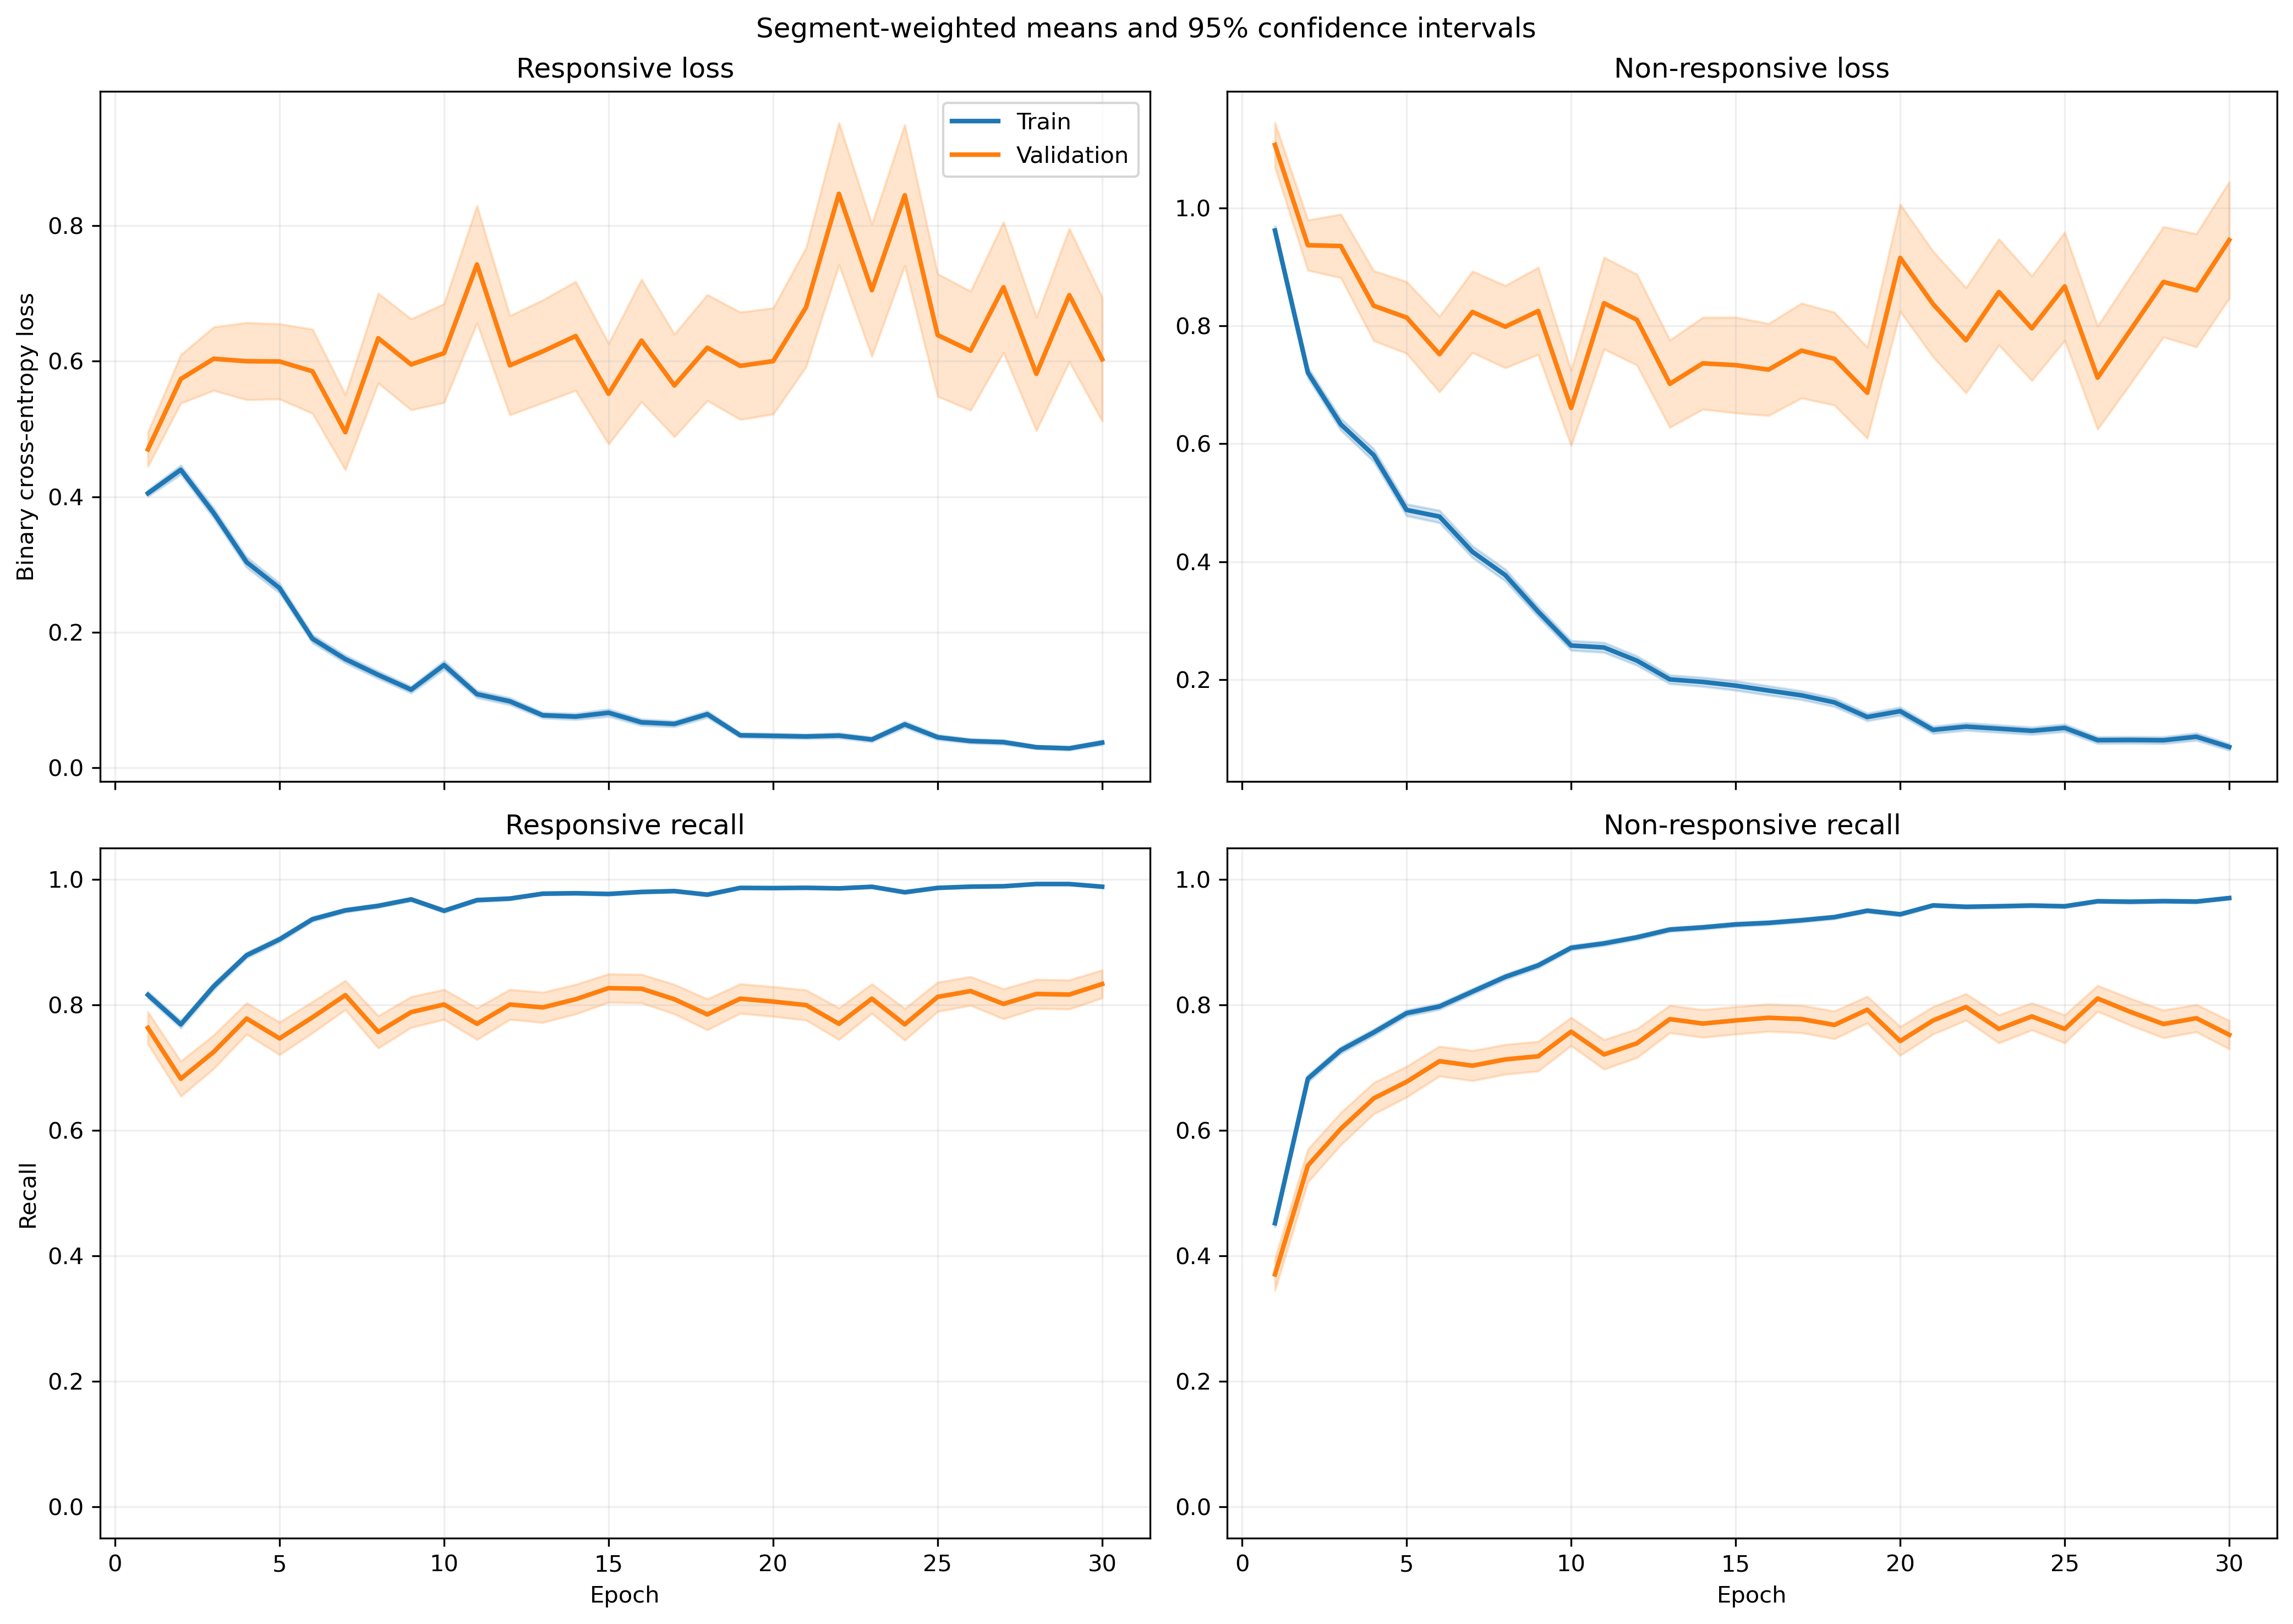 Segment-weighted means and 95% confidence intervals
Responsive loss
Non-responsive loss
Train
Validation
Binary cross-entropy loss
0.8
0.6
0.4
0.2
0.0
1.0
0.8
0.6
0.4
0.2
Responsive recall
Non-responsive recall
Recall
1.0
0.8
0.6
0.4
0.2
0.0
0 5 10 15 20 25 30
Epoch
1.0
0.8
0.6
0.4
0.2
0.0
0 5 10 15 20 25 30
Epoch